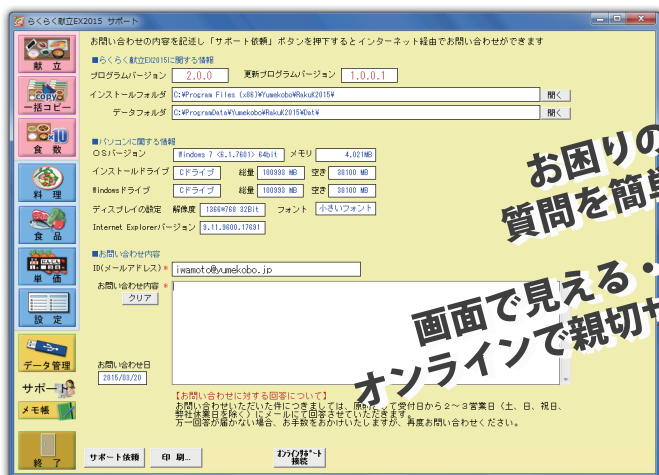 らくらく献立EX2015 サポート
お問い合わせの内容を記述し「サポート依頼」ボタンを押下するとインターネット経由でお問い合わせができます
■らくらく献立EX2015に関する情報
プログラムバージョン 2.0.0 更新プログラムバージョン 1.0.0.1
インストールフォルダ C:¥Program Files (x86)¥Yumekobo¥RakuK2015¥ 開く
データフォルダ C:¥ProgramData¥Yumekobo¥RakuK2015¥Dat¥ 開く
■パソコンに関する情報
OSバージョン Windows 7 <6.1.7601> 64bit メモリ 4,021MB
インストールドライブ Cドライブ 総量 100993 MB 空き 38100 MB
Windowsドライブ Cドライブ 総量 100993 MB 空き 38100 MB
ディスプレイの設定 解像度 1366*768 32Bit フォント 小さいフォント
Internet Explorerバージョン 9.11.9600.17691
■お問い合わせ内容
ID(メールアドレス)* iwamoto@yumekobo.jp
お問い合わせ内容 *
クリア
お問い合わせ日
2015/03/20
【お問い合わせに対する回答について】
お問い合わせいただいた件につきましては、原則として受付日から2～3営業日（土、日、祝日、
弊社休業日を除く）にメールにて回答させていただきます。
万一回答が届かない場合、お手数をおかけいたしますが、再度お問い合わせください。
サポート依頼 印 刷... オンラインサポート
接続
献 立
copy
一括コピー
×10
食 数
料 理
食 品
単 価
設 定
データ管理
サポート
メモ帳
終 了
お困りの
質問を簡単
画面で見える・
オンラインで親切サ